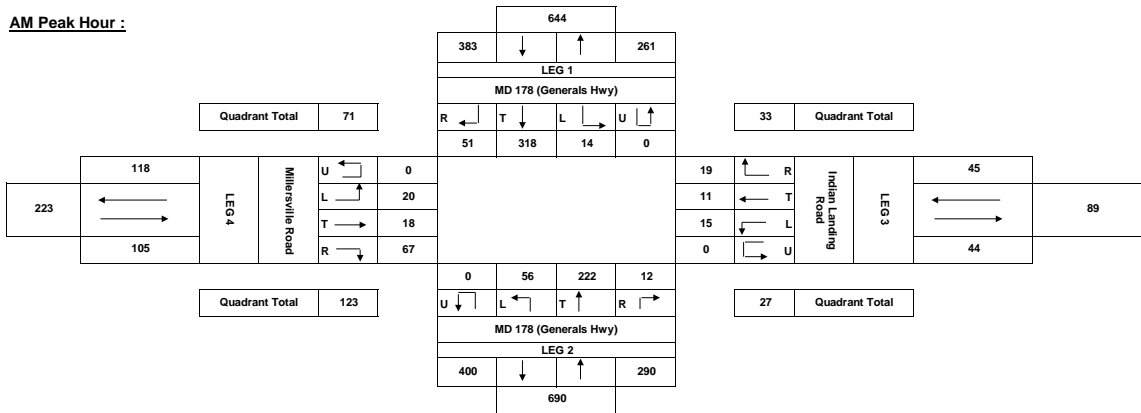 AM Peak Hour :
644
383 261
LEG 1
MD 178 (Generals Hwy)
Quadrant Total 71
R T L U
33 Quadrant Total
51 318 14 0
118
U 0
19 R
45
223
LEG 4
Millersville Road
L 20
11 T
Indian Landing Road
LEG 3
89
T 18
15 L
105
R 67
0 U
44
0 56 222 12
Quadrant Total 123
U L T R
27 Quadrant Total
MD 178 (Generals Hwy)
LEG 2
400 290
690